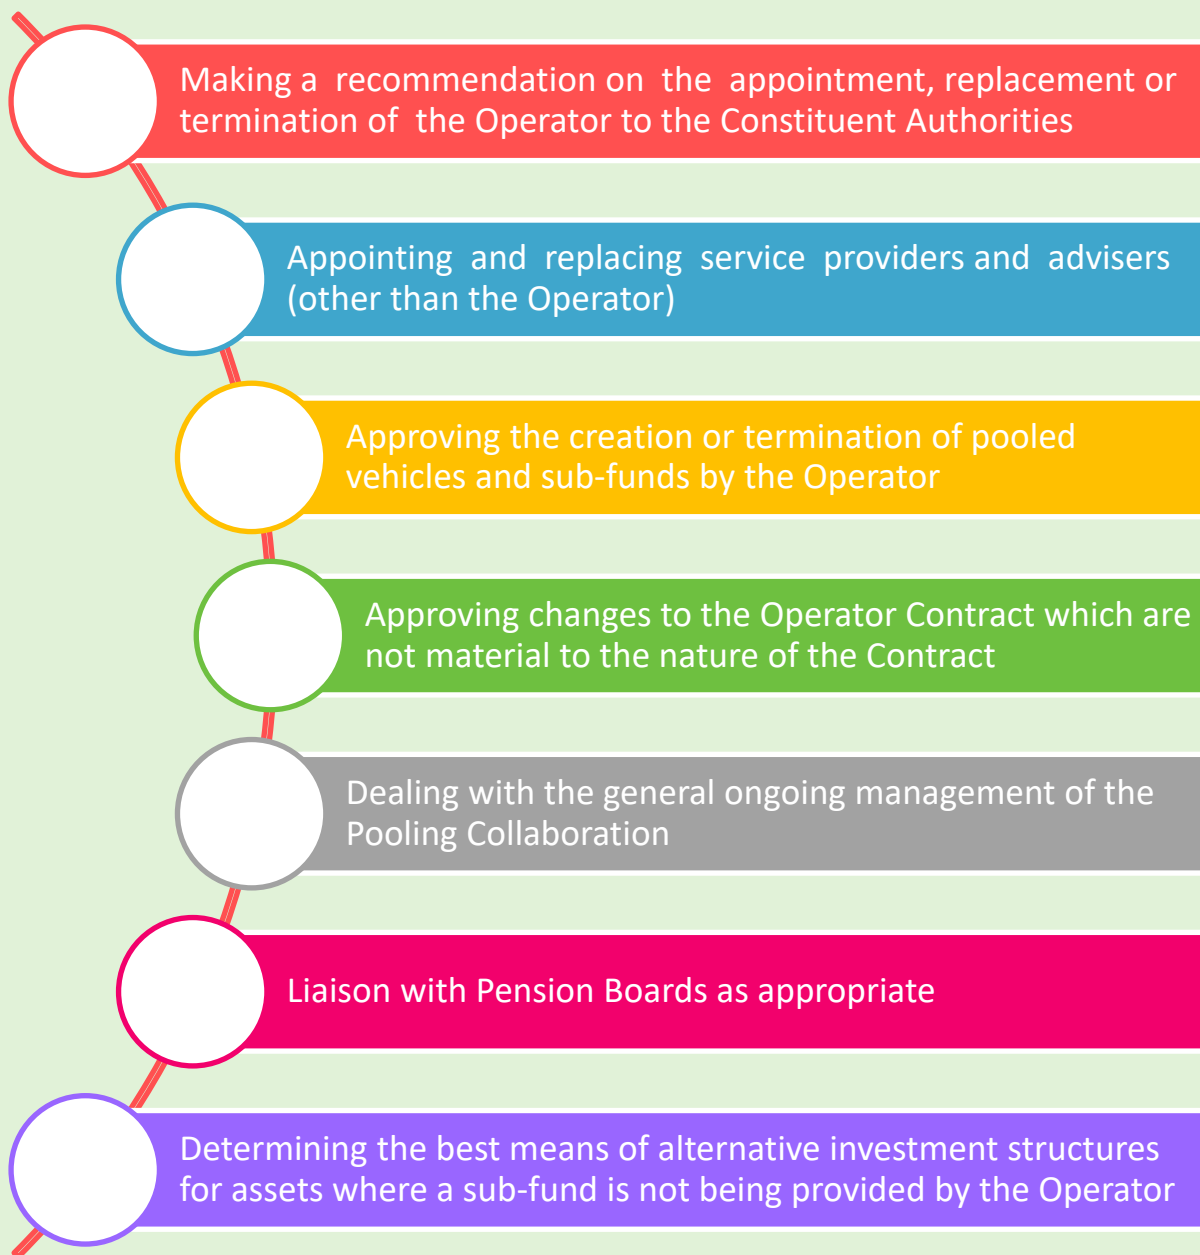 Making a recommendation on the appointment, replacement or
termination of the Operator to the Constituent Authorities
Appointing and replacing service providers and advisers
(other than the Operator)
Approving the creation or termination of pooled
vehicles and sub-funds by the Operator
Approving changes to the Operator Contract which are
not material to the nature of the Contract
Dealing with the general ongoing management of the
Pooling Collaboration
Liaison with Pension Boards as appropriate
Determining the best means of alternative investment structures
for assets where a sub-fund is not being provided by the Operator